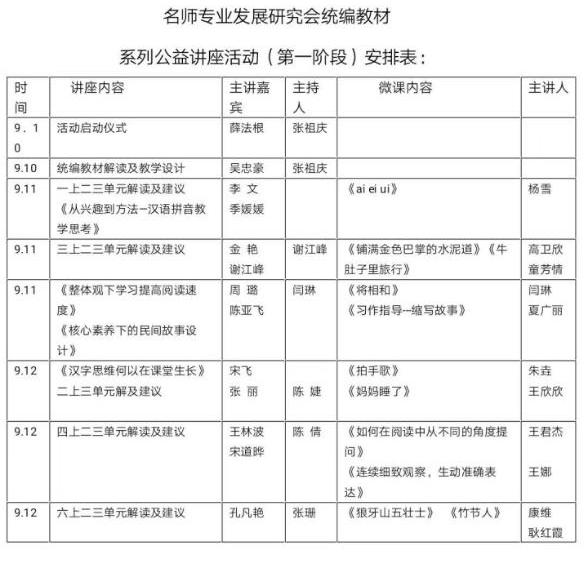 名师专业发展研究会统编教材
系列公益讲座活动（第一阶段）安排表：
时间 讲座内容 主讲嘉宾 主持人 微课内容 主讲人
9．10 活动启动仪式 薛法根 张祖庆
9.10 统编教材解读及教学设计 吴忠豪 张祖庆
9.11 一上二三单元解读及建议 李 文 《ai ei ui》 杨雪
《从兴趣到方法—汉语拼音教 季媛媛
学思考》
9.11 三上二三单元解读及建议 金 艳 谢江峰 《铺满金色巴掌的水泥道》《牛 高卫欣
谢江峰 肚子里旅行》 童芳情
9.11 《整体观下学习提高阅读速 周 璐 闫琳 《将相和》 闫琳
度》 陈亚飞 《习作指导---缩写故事》 夏广丽
《核心素养下的民间故事设
计》
9.12 《汉字思维何以在课堂生长》 宋飞 《拍手歌》 朱垚
二上三单元解及建议 张 丽 陈 婕 《妈妈睡了》 王欣欣
9.12 四上二三单元解读及建议 王林波 陈 倩 《如何在阅读中从不同的角度提 王君杰
宋道晔 问》
《连续细致观察，生动准确表 王娜
达》
9.12 六上二三单元解读及建议 孔凡艳 张珊 《狼牙山五壮士》 《竹节人》 康维
耿红霞